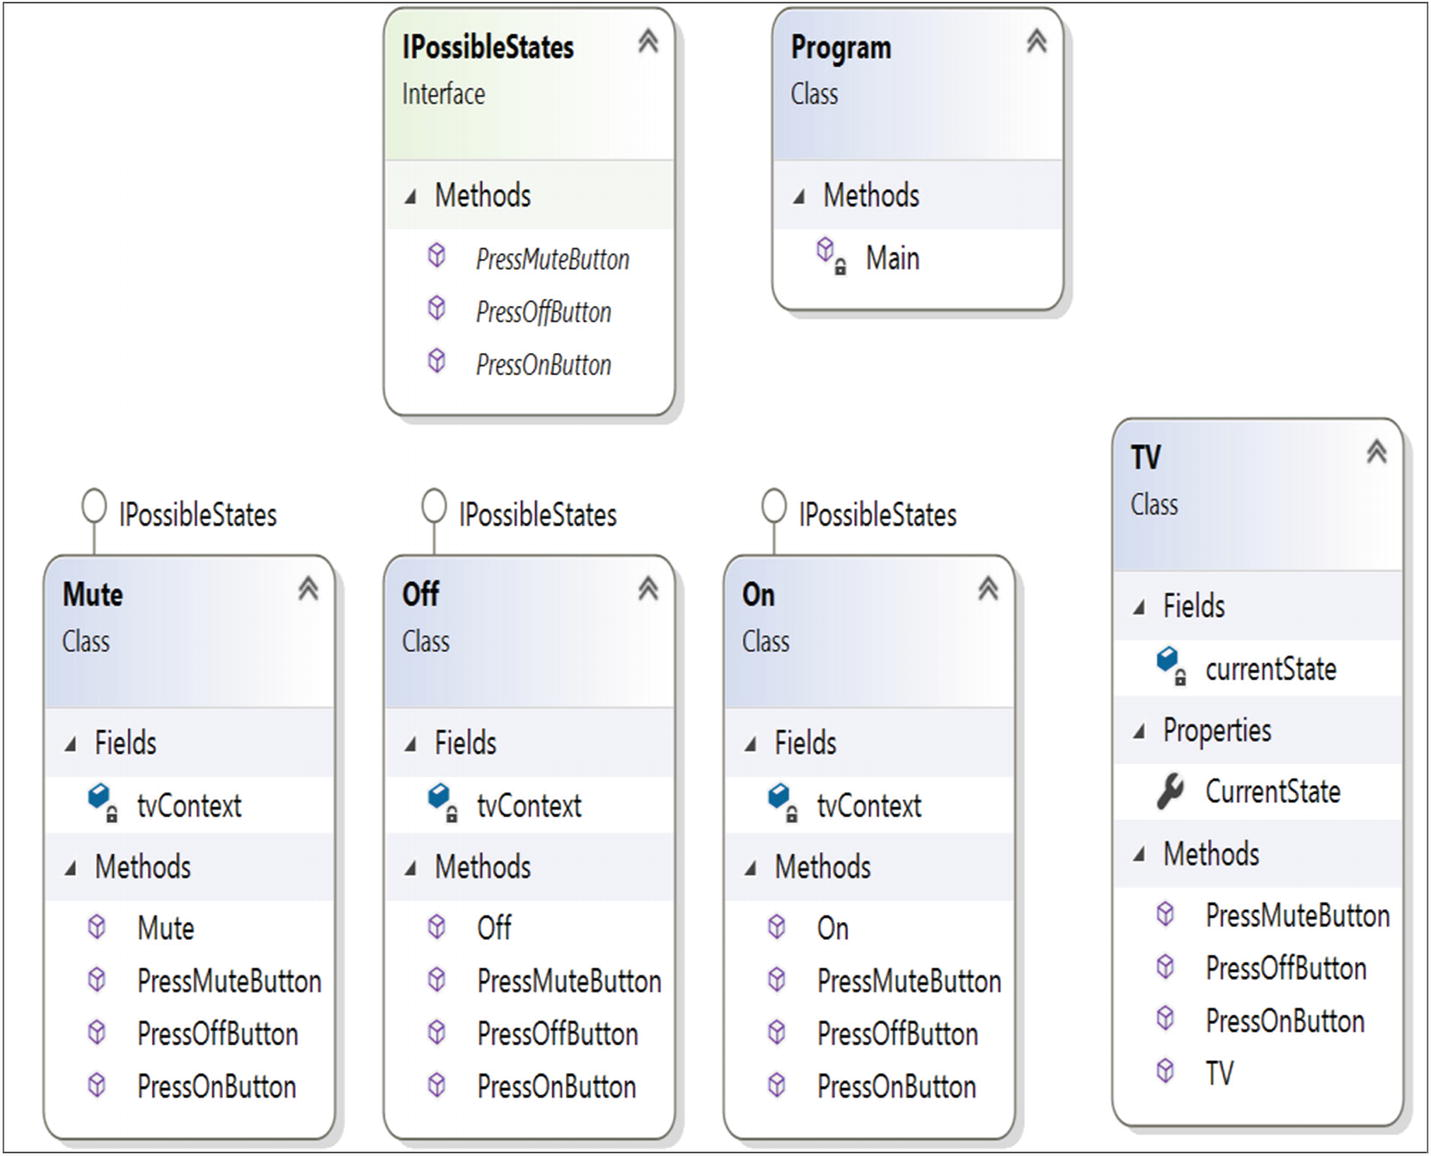 IPossibleStates
Interface
Methods
PressMuteButton
PressOffButton
PressOnButton
Program
Class
Methods
Main
IPossibleStates
Mute
Class
Fields
tvContext
Methods
Mute
PressMuteButton
PressOffButton
PressOnButton
IPossibleStates
Off
Class
Fields
tvContext
Methods
Off
PressMuteButton
PressOffButton
PressOnButton
IPossibleStates
On
Class
Fields
tvContext
Methods
On
PressMuteButton
PressOffButton
PressOnButton
TV
Class
Fields
currentState
Properties
CurrentState
Methods
PressMuteButton
PressOffButton
PressOnButton
TV